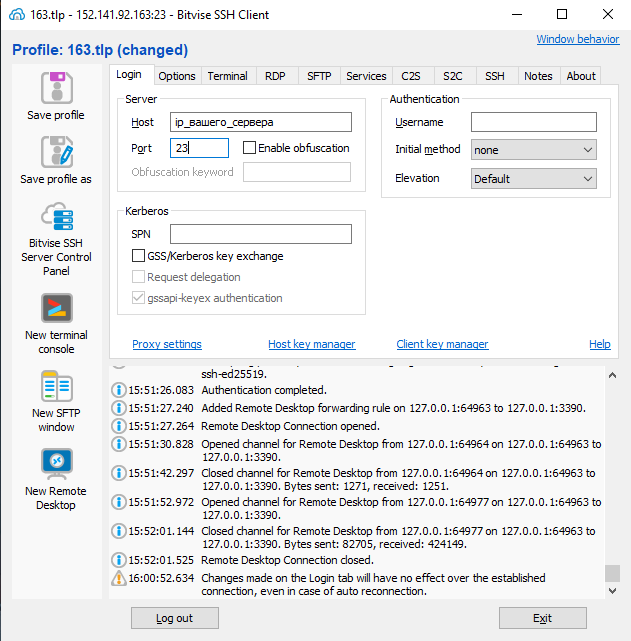 163.tlp - 152.141.92.163:23 - Bitvise SSH Client
Window behavior
Profile: 163.tlp (changed)
Save profile
Save profile as
Bitvise SSH
Server Control
Panel
New terminal
console
New SFTP
window
New Remote
Desktop
Login Options Terminal RDP SFTP Services C2S S2C SSH Notes About
Server
Host ip_вашего_сервера
Port 23 Enable obfuscation
Obfuscation keyword
Authentication
Username
Initial method none
Elevation Default
Kerberos
SPN
GSS/Kerberos key exchange
Request delegation
gssapi-keyex authentication
Proxy settings Host key manager Client key manager Help
ssh-ed25519.
15:51:26.083 Authentication completed.
15:51:27.240 Added Remote Desktop forwarding rule on 127.0.0.1:64963 to 127.0.0.1:3390.
15:51:27.264 Remote Desktop Connection opened.
15:51:30.828 Opened channel for Remote Desktop from 127.0.0.1:64964 on 127.0.0.1:64963 to
127.0.0.1:3390.
15:51:42.297 Closed channel for Remote Desktop from 127.0.0.1:64964 on 127.0.0.1:64963 to
127.0.0.1:3390. Bytes sent: 1271, received: 1251.
15:51:52.972 Opened channel for Remote Desktop from 127.0.0.1:64977 on 127.0.0.1:64963 to
127.0.0.1:3390.
15:52:01.144 Closed channel for Remote Desktop from 127.0.0.1:64977 on 127.0.0.1:64963 to
127.0.0.1:3390. Bytes sent: 82705, received: 424149.
15:52:01.525 Remote Desktop Connection closed.
16:00:52.634 Changes made on the Login tab will have no effect over the established
connection, even in case of auto reconnection.
Log out
Exit